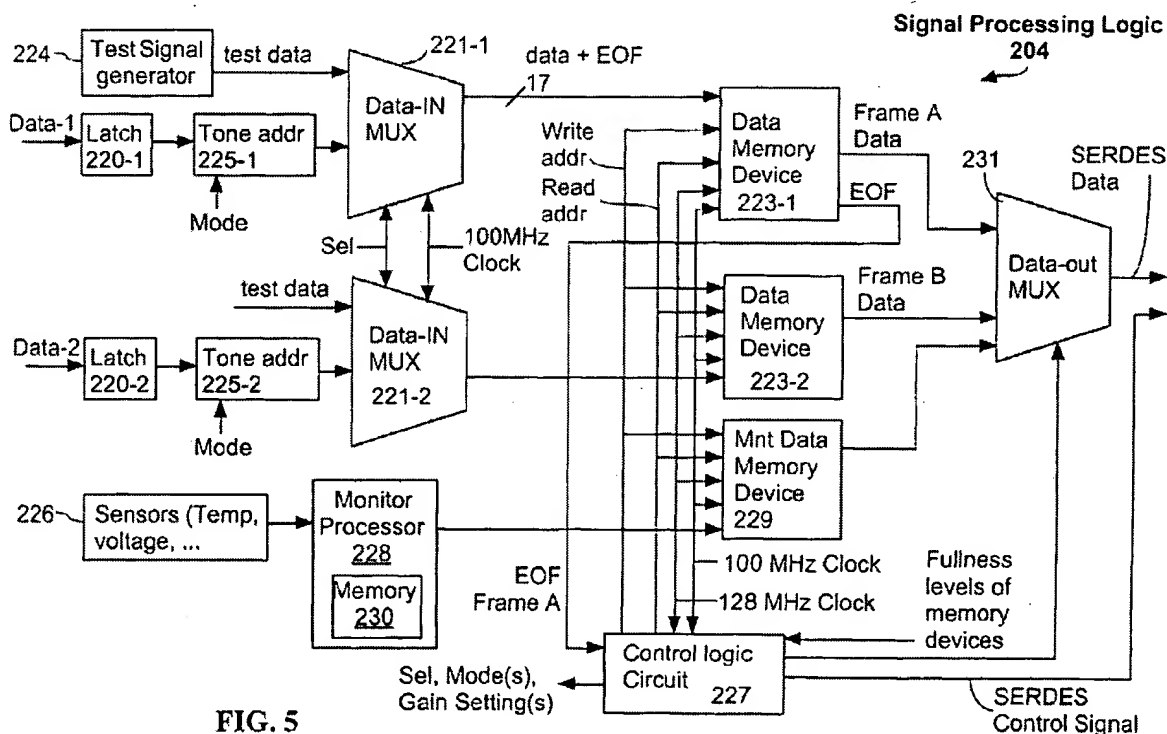 Signal Processing Logic
204
224
Test Signal
generator
test data
221-1
data + EOF
17
Data-IN
MUX
Data-1
Latch
220-1
Tone addr
225-1
Mode
Write
addr
Read
addr
Data
Memory
Device
223-1
Frame A
Data
EOF
231
SERDES
Data
Data-out
MUX
Sel
100MHz
Clock
test data
Data-IN
MUX
221-2
Data-2
Latch
220-2
Tone addr
225-2
Mode
Data
Memory
Device
223-2
Frame B
Data
Mnt Data
Memory
Device
229
226
Sensors (Temp,
voltage, ...
Monitor
Processor
228
Memory
230
EOF
Frame A
100 MHz Clock
128 MHz Clock
Fullness
levels of
memory
devices
Control logic
Circuit
227
Sel, Mode(s),
Gain Setting(s)
SERDES
Control Signal
FIG. 5